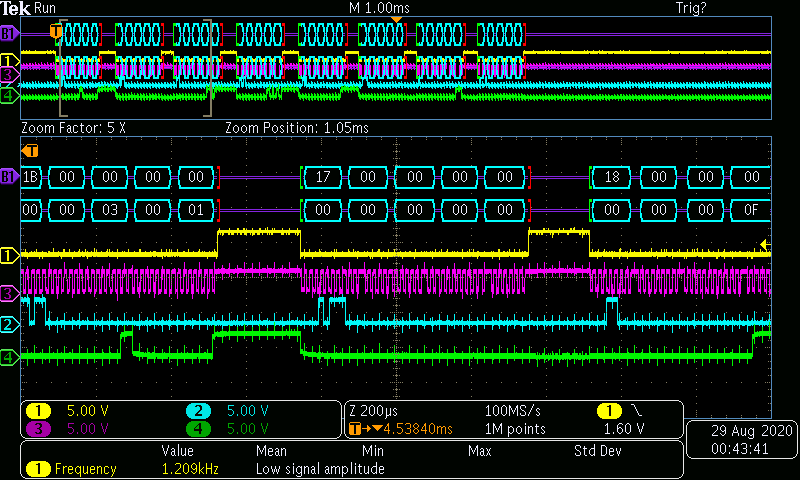 Tek Run M 1.00ms Trig?
B1
T
1
3
2
4
Zoom Factor: 5 X Zoom Position: 1.05ms
T
B1 1B 00 00 00 00 17 00 00 00 00 18 00 00 00
00 00 03 00 01 00 00 00 00 00 00 00 00 0F
1
3
2
4
1 5.00 V 2 5.00 V Z 200µs 100MS/s 1
3 5.00 V 4 5.00 V T 4.53840ms 1M points 1.60 V
Value Mean Min Max Std Dev
1 Frequency 1.209kHz Low signal amplitude
29 Aug 2020
00:43:41